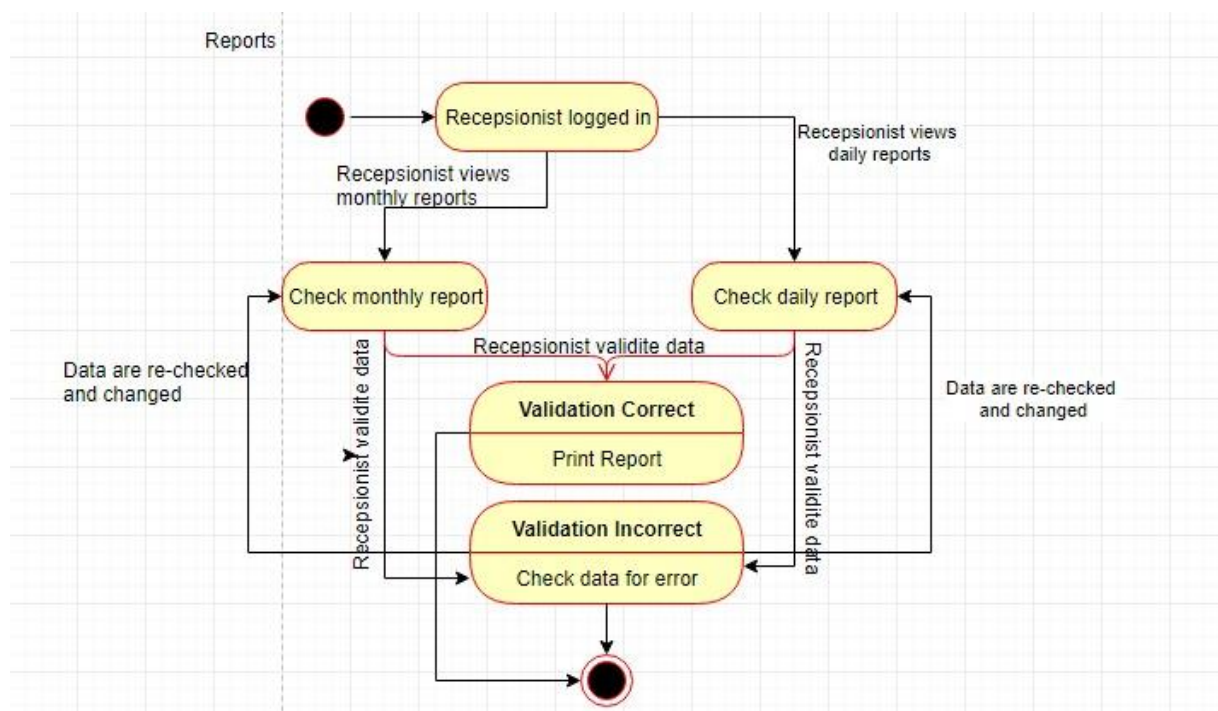 Reports
Recepsionist logged in
Recepsionist views
daily reports
Recepsionist views
monthly reports
Check monthly report
Check daily report
Recepsionist validite data
Data are re-checked
and changed
Recepsionist validite data
Recepsionist validite data
Data are re-checked
and changed
Validation Correct
Print Report
Validation Incorrect
Check data for error